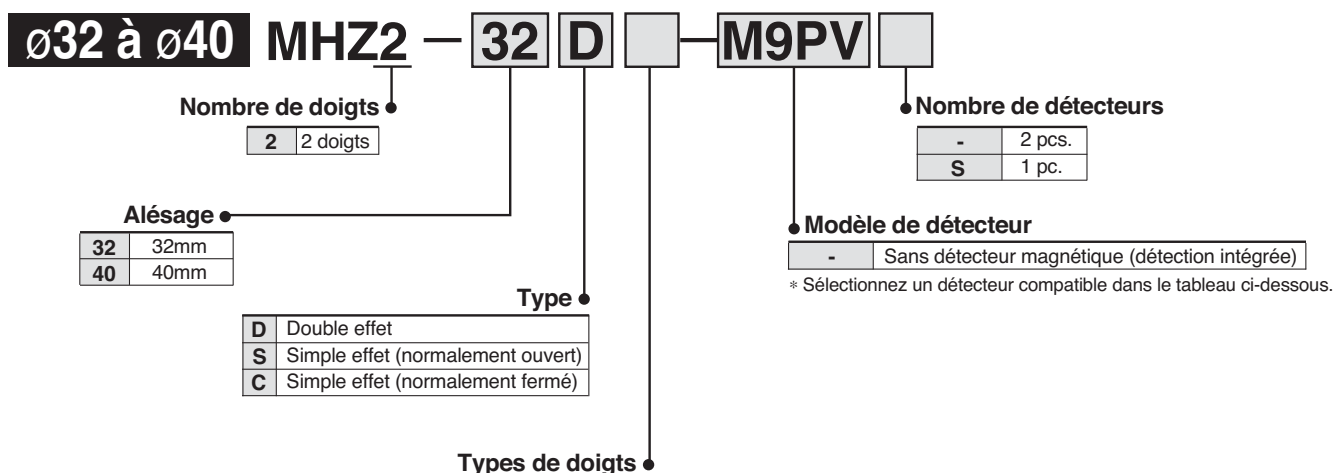 ø32 à ø40 MHZ2 — 32 D — M9PV
Nombre de doigts
2 2 doigts
Nombre de détecteurs
- 2 pcs.
S 1 pc.
Alésage
32 32mm
40 40mm
Modèle de détecteur
- Sans détecteur magnétique (détection intégrée)
* Sélectionnez un détecteur compatible dans le tableau ci-dessous.
Type
D Double effet
S Simple effet (normalement ouvert)
C Simple effet (normalement fermé)
Types de doigts